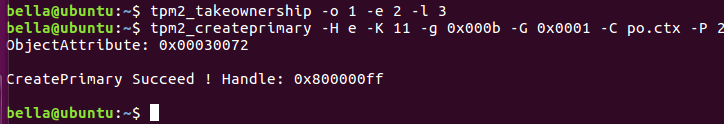 bella@ubuntu:~$ tpm2_takeownership -o 1 -e 2 -l 3
bella@ubuntu:~$ tpm2_createprimary -H e -K 11 -g 0x000b -G 0x0001 -C po.ctx -P 2
ObjectAttribute: 0x00030072
CreatePrimary Succeed ! Handle: 0x800000ff
bella@ubuntu:~$